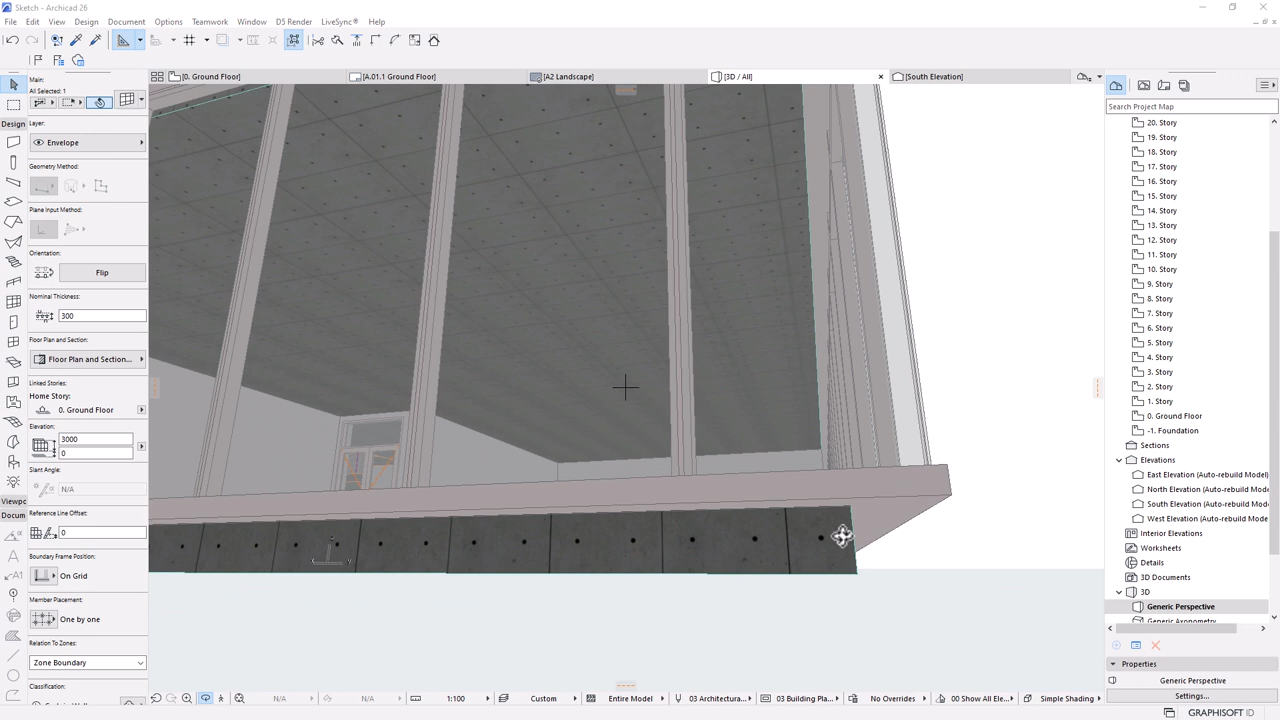 Sketch - Archicad 26
File Edit View Design Document Options Teamwork Window D5 Render LiveSync® Help
[0. Ground Floor] [A.01.1 Ground Floor] [A2 Landscape] [3D / All] [South Elevation]
Main:
All Selected: 1
Design
Layer:
Envelope
Geometry Method:
Plane Input Method:
Orientation:
Flip
Nominal Thickness:
300
Floor Plan and Section:
Floor Plan and Section...
Linked Stories:
Home Story:
0. Ground Floor
Elevation:
3000
0
Slant Angle:
N/A
Viewpc
Reference Line Offset:
Docum
0
Boundary Frame Position:
On Grid
Member Placement:
One by one
Relation To Zones:
Zone Boundary
Classification:
Search Project Map
20. Story
19. Story
18. Story
17. Story
16. Story
15. Story
14. Story
13. Story
12. Story
11. Story
10. Story
9. Story
8. Story
7. Story
6. Story
5. Story
4. Story
3. Story
2. Story
1. Story
0. Ground Floor
-1. Foundation
Sections
Elevations
East Elevation (Auto-rebuild Model)
North Elevation (Auto-rebuild Mode
South Elevation (Auto-rebuild Mode
West Elevation (Auto-rebuild Mode
Interior Elevations
Worksheets
Details
3D Documents
3D
Generic Perspective
Generic Axonometry
Properties
Generic Perspective
Settings...
N/A N/A 1:100 Custom Entire Model 03 Architectura... 03 Building Pla... No Overrides 00 Show All Ele... Simple Shading
GRAPHISOFT ID